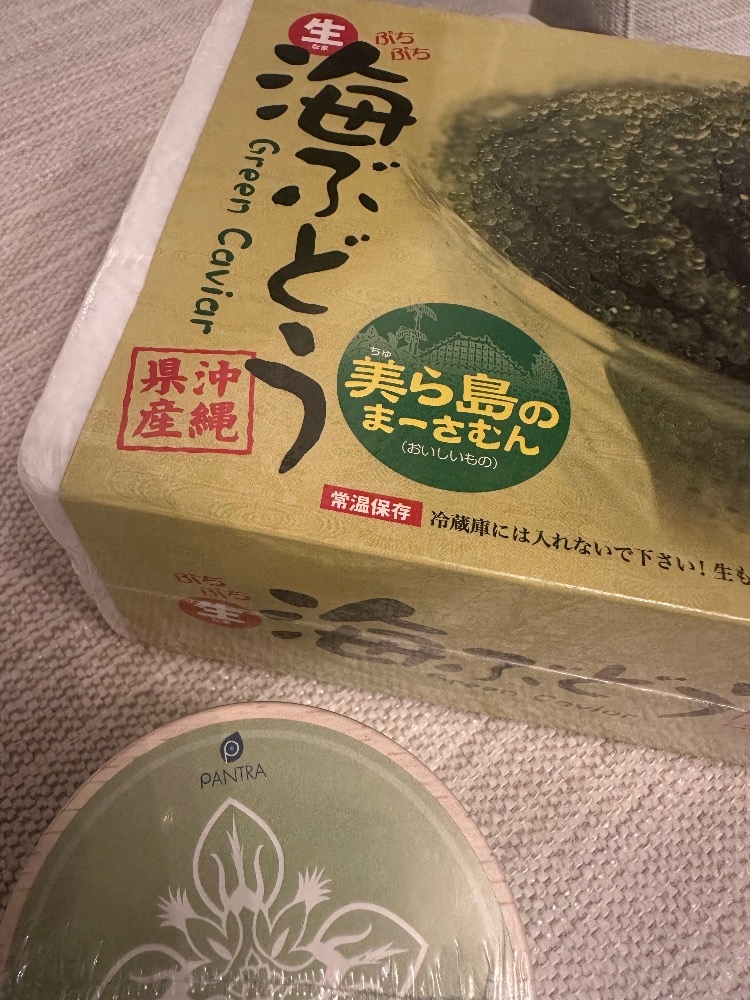 生
なま
ぷち
ぷち
海ぶどう
Green Caviar
沖縄
県産
ちゅ
美ら島の
まーさむん
(おいしいもの)
常温保存
冷蔵庫には入れないで下さい!生も
ぷち
ぷち
生
海ぶどう
Green Caviar
PANTRA